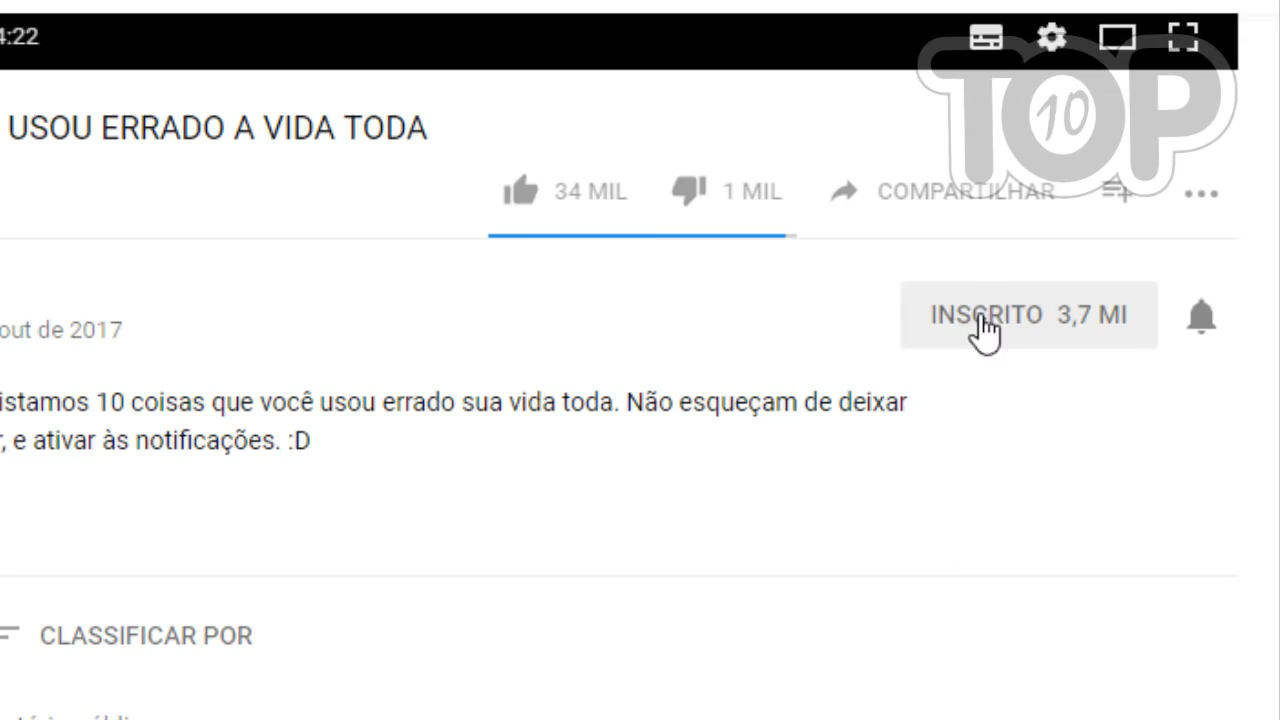 4:22
TOP
10
USOU ERRADO A VIDA TODA
34 MIL 1 MIL COMPARTILHAR
INSCRITO 3,7 MI
out de 2017
istamos 10 coisas que você usou errado sua vida toda. Não esqueçam de deixar
, e ativar às notificações. :D
CLASSIFICAR POR